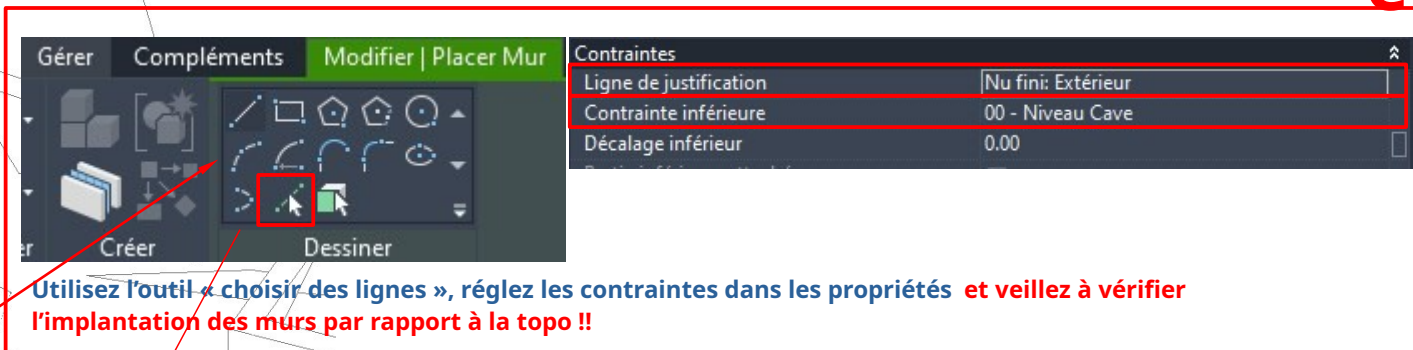 Gérer Compléments Modifier | Placer Mur
Créer Dessiner
Contraintes
Ligne de justification Nu fini: Extérieur
Contrainte inférieure 00 - Niveau Cave
Décalage inférieur 0.00
Utilisez l’outil « choisir des lignes », réglez les contraintes dans les propriétés et veillez à vérifier
l’implantation des murs par rapport à la topo !!